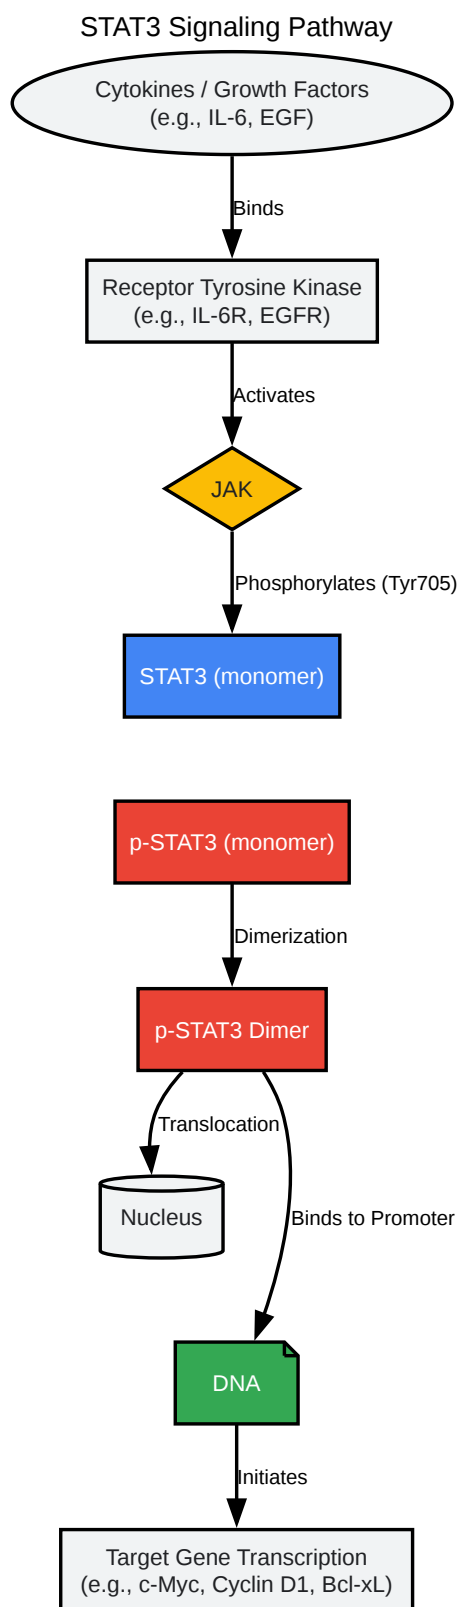 STAT3 Signaling Pathway
Cytokines / Growth Factors
(e.g., IL-6, EGF)
Binds
Receptor Tyrosine Kinase
(e.g., IL-6R, EGFR)
Activates
JAK
Phosphorylates (Tyr705)
STAT3 (monomer)
p-STAT3 (monomer)
Dimerization
p-STAT3 Dimer
Translocation
Nucleus
Binds to Promoter
DNA
Initiates
Target Gene Transcription
(e.g., c-Myc, Cyclin D1, Bcl-xL)